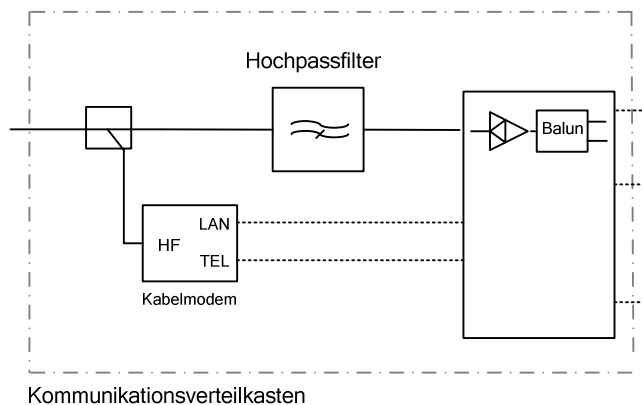 Hochpassfilter
Balun
LAN
HF
TEL
Kabelmodem
Kommunikationsverteilkasten